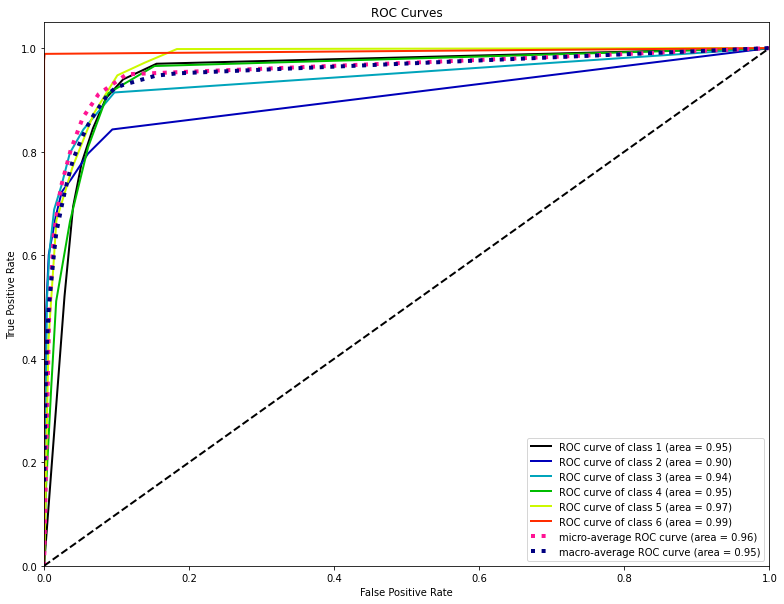 ROC Curves
True Positive Rate
1.0
0.8
0.6
0.4
0.2
0.0
ROC curve of class 1 (area = 0.95)
ROC curve of class 2 (area = 0.90)
ROC curve of class 3 (area = 0.94)
ROC curve of class 4 (area = 0.95)
ROC curve of class 5 (area = 0.97)
ROC curve of class 6 (area = 0.99)
micro-average ROC curve (area = 0.96)
macro-average ROC curve (area = 0.95)
0.0 0.2 0.4 0.6 0.8 1.0
False Positive Rate